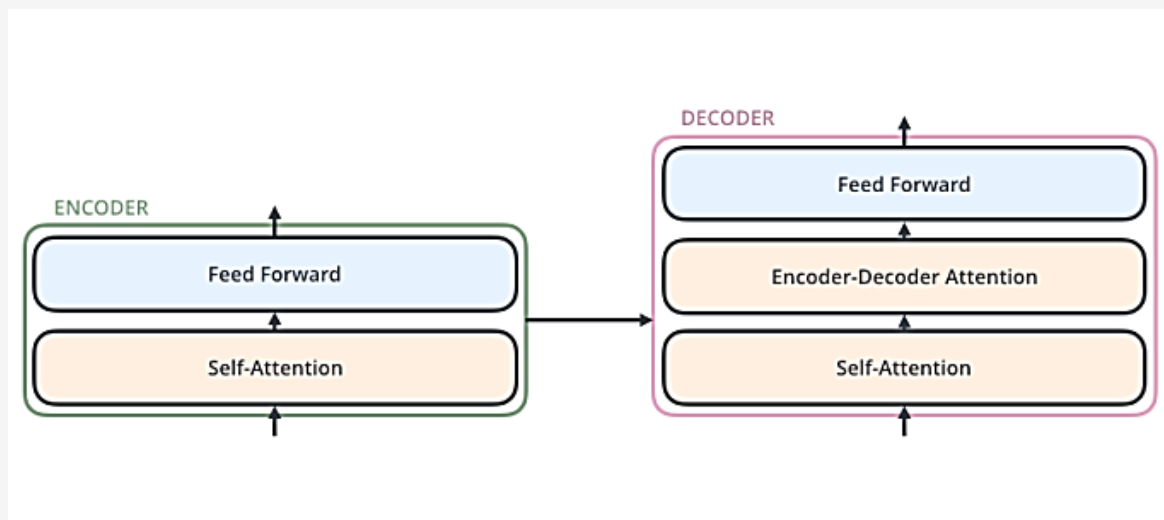 ENCODER
Feed Forward
Self-Attention
DECODER
Feed Forward
Encoder-Decoder Attention
Self-Attention